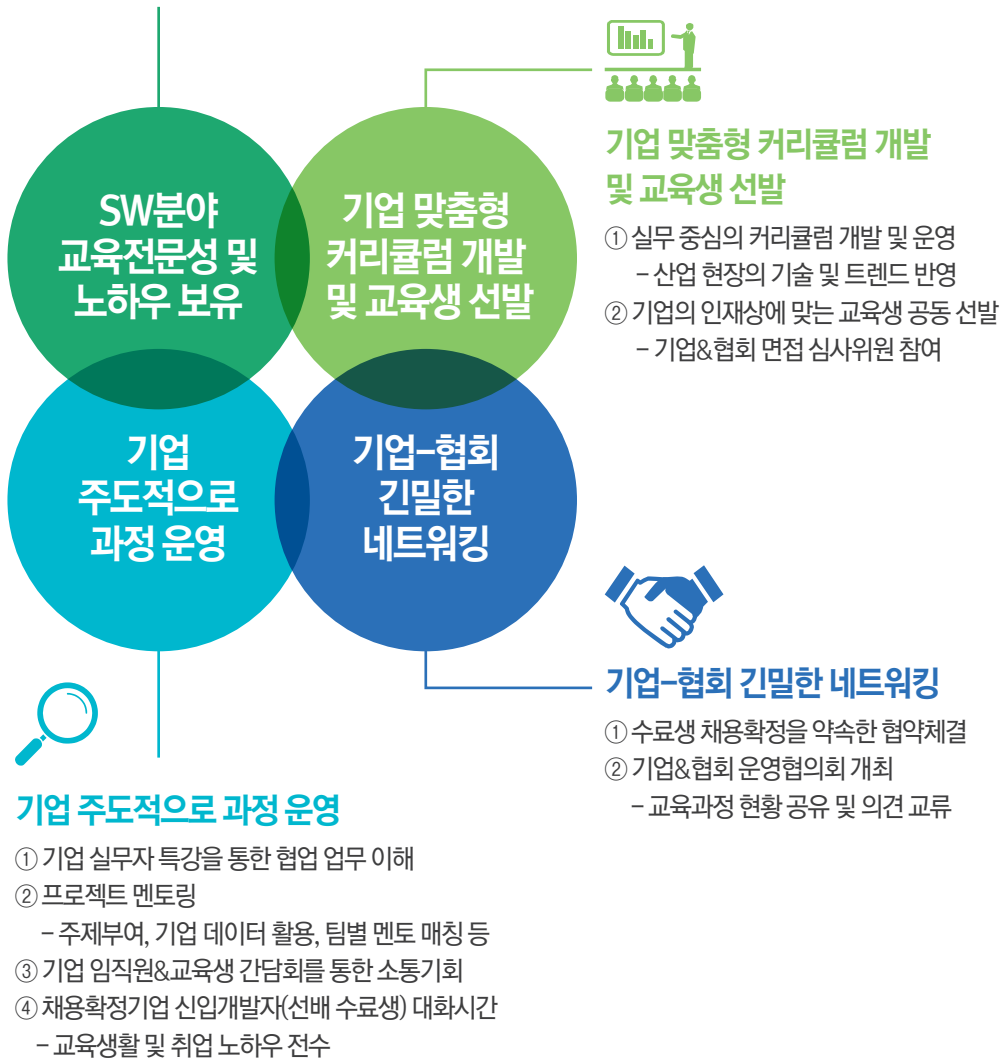 SW분야
교육전문성 및
노하우 보유
기업 맞춤형
커리큘럼 개발
및 교육생 선발
기업
주도적으로
과정 운영
기업-협회
긴밀한
네트워킹
기업 맞춤형 커리큘럼 개발
및 교육생 선발
① 실무 중심의 커리큘럼 개발 및 운영
- 산업 현장의 기술 및 트렌드 반영
② 기업의 인재상에 맞는 교육생 공동 선발
- 기업&협회 면접 심사위원 참여
기업-협회 긴밀한 네트워킹
① 수료생 채용확정을 약속한 협약체결
② 기업&협회 운영협의회 개최
- 교육과정 현황 공유 및 의견 교류
기업 주도적으로 과정 운영
① 기업 실무자 특강을 통한 협업 업무 이해
② 프로젝트 멘토링
- 주제부여, 기업 데이터 활용, 팀별 멘토 매칭 등
③ 기업 임직원&교육생 간담회를 통한 소통기회
④ 채용확정기업 신입개발자(선배 수료생) 대화시간
- 교육생활 및 취업 노하우 전수